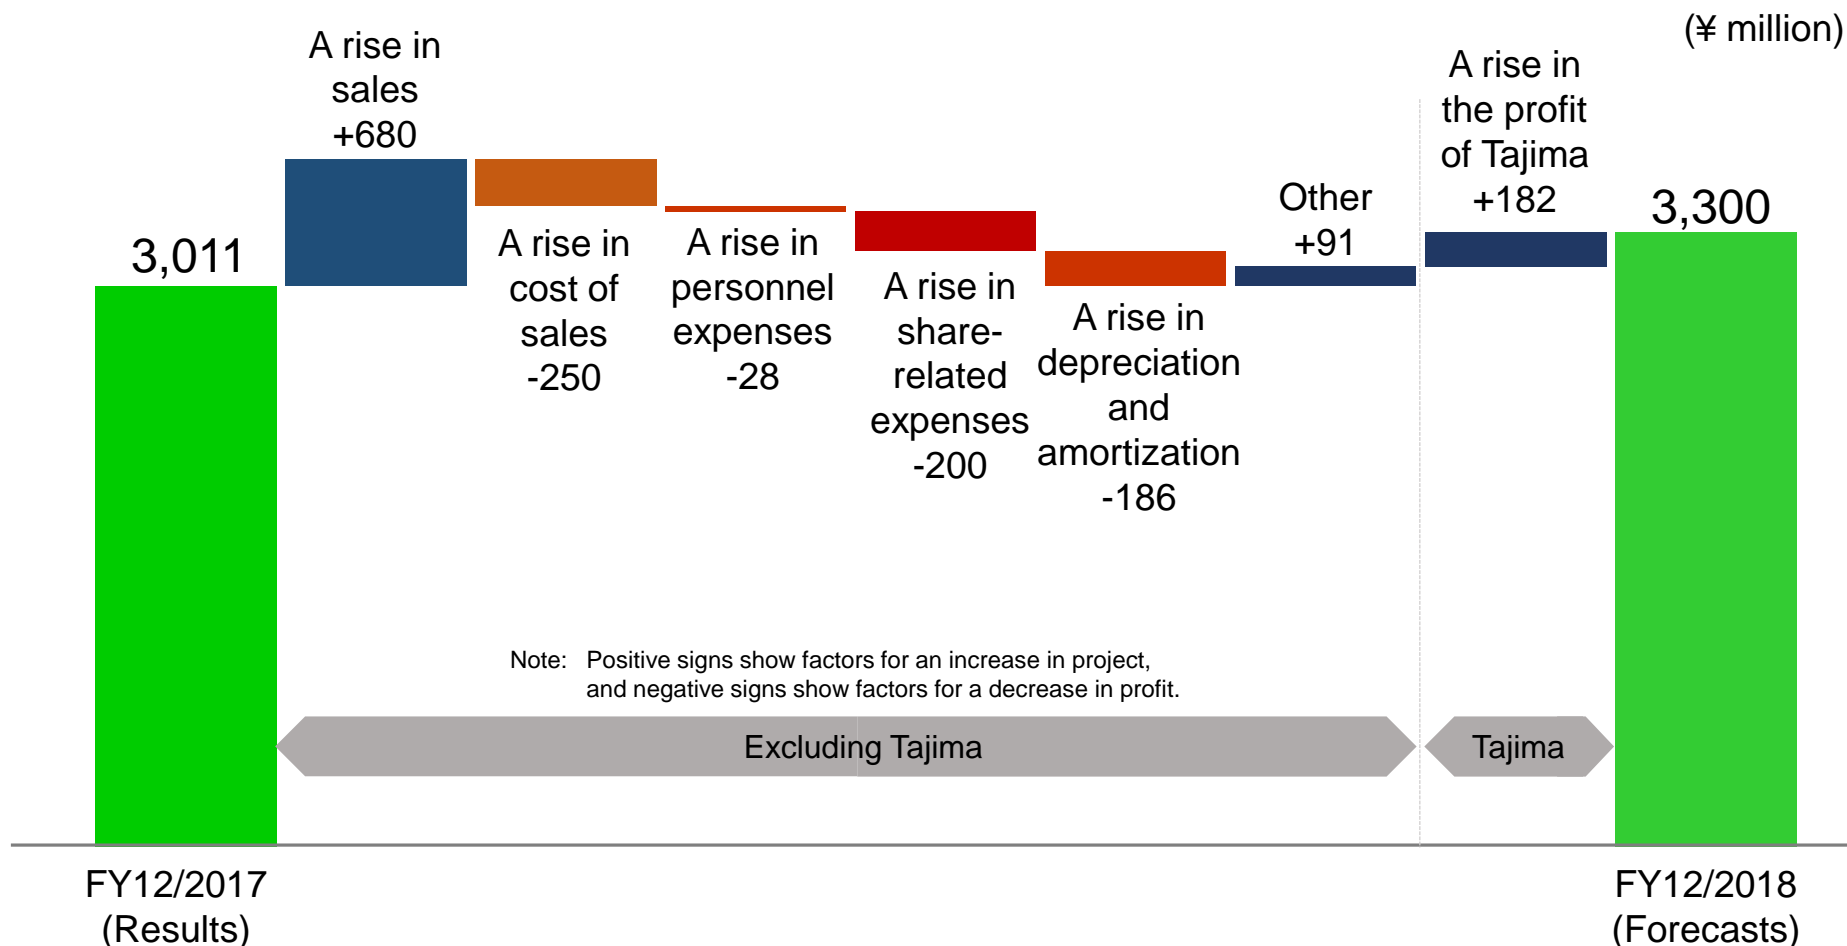 (¥ million)
A rise in
sales
+680
A rise in
the profit
of Tajima
+182
3,011
A rise in
cost of
sales
-250
A rise in
personnel
expenses
-28
A rise in
share-
related
expenses
-200
A rise in
depreciation
and
amortization
-186
Other
+91
3,300
Note: Positive signs show factors for an increase in project,
and negative signs show factors for a decrease in profit.
Excluding Tajima
Tajima
FY12/2017
(Results)
FY12/2018
(Forecasts)